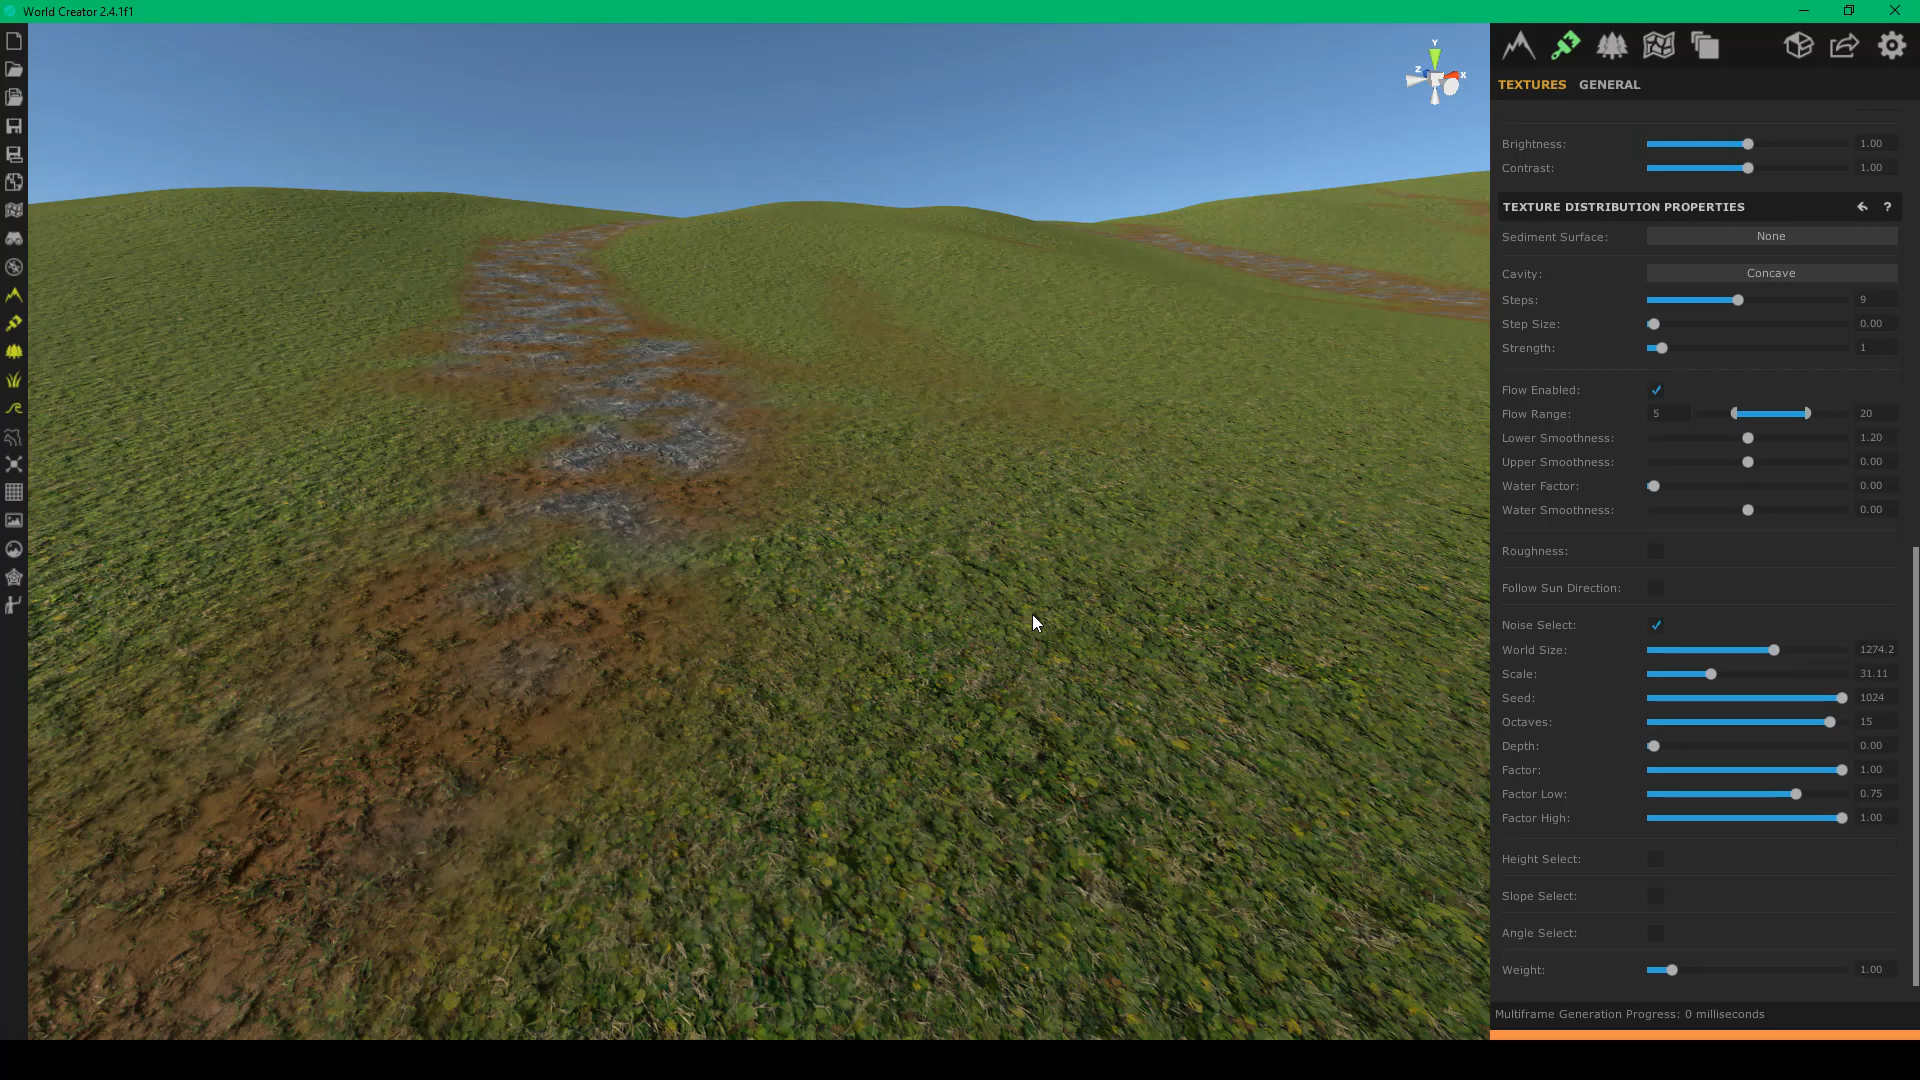 World Creator 2.4.1f1
Y
Z
X
TEXTURES GENERAL
Brightness: 1.00
Contrast: 1.00
TEXTURE DISTRIBUTION PROPERTIES ?
Sediment Surface: None
Cavity: Concave
Steps: 9
Step Size: 0.00
Strength: 1
Flow Enabled:
Flow Range: 5 20
Lower Smoothness: 1.20
Upper Smoothness: 0.00
Water Factor: 0.00
Water Smoothness: 0.00
Roughness:
Follow Sun Direction:
Noise Select:
World Size: 1274.2
Scale: 31.11
Seed: 1024
Octaves: 15
Depth: 0.00
Factor: 1.00
Factor Low: 0.75
Factor High: 1.00
Height Select:
Slope Select:
Angle Select:
Weight: 1.00
Multiframe Generation Progress: 0 milliseconds